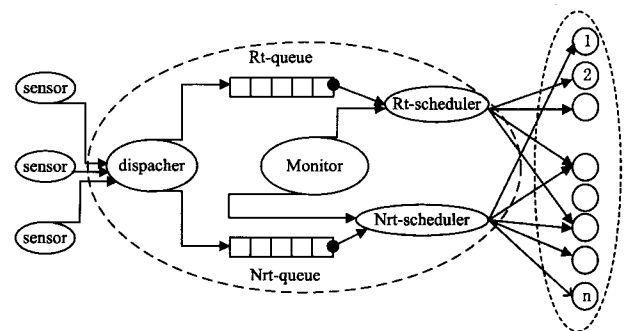 Rt-queue
1
2
sensor
Rt-scheduler
sensor
dispacher
Monitor
sensor
Nrt-scheduler
Nrt-queue
n